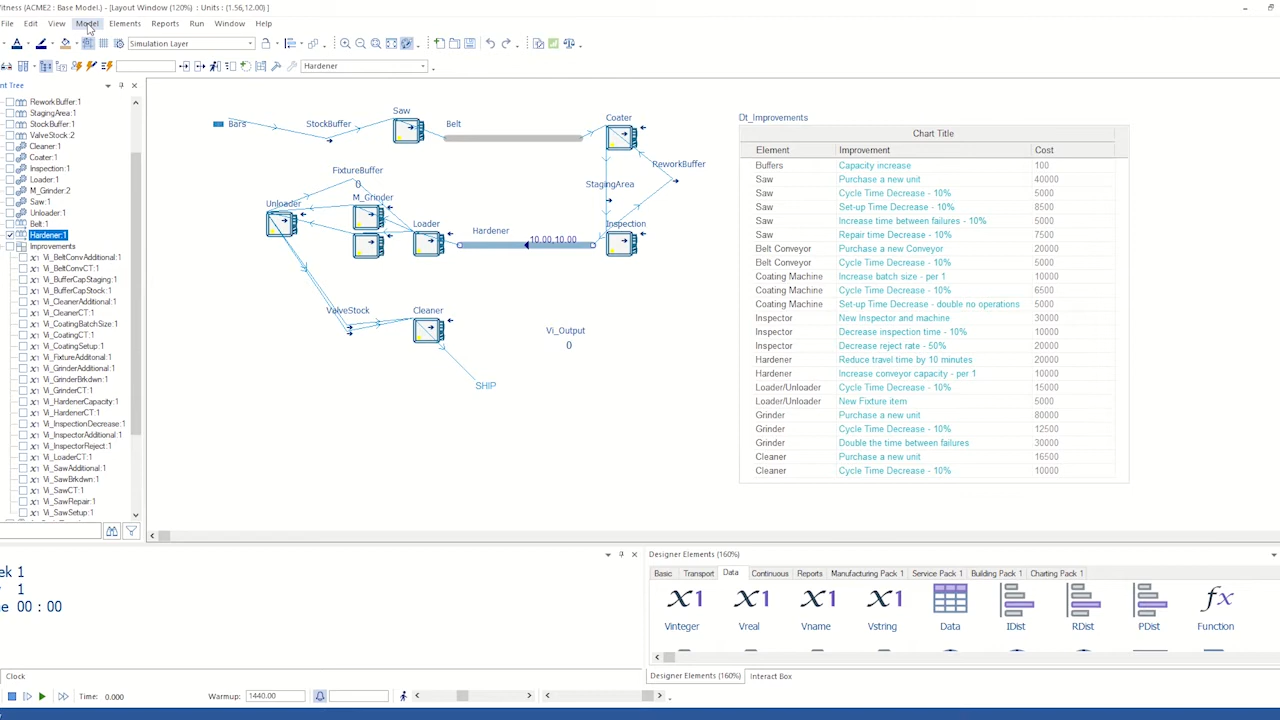 itness (ACME2 : Base Model.) - [Layout Window (120%) : Units : (1.56,12.00) ]
File Edit View Model Elements Reports Run Window Help
Simulation Layer
Hardener
nt Tree
ReworkBuffer:1
StagingArea:1
StockBuffer:1
ValveStock:2
Cleaner:1
Coater:1
Inspection:1
Loader:1
M_Grinder:2
Saw:1
Unloader:1
Belt:1
Hardener:1
Improvements
Vi_BeltConvAdditional:1
Vi_BeltConvCT:1
Vi_BufferCapStaging:1
Vi_BufferCapStock:1
Vi_CleanerAdditional:1
Vi_CLeanerCT:1
Vi_CoatingBatchSize:1
Vi_CoatingCT:1
Vi_CoatingSetup:1
Vi_FixtureAdditonal:1
Vi_GrinderAdditional:1
Vi_GrinderBrkdwn:1
Vi_GrinderCT:1
Vi_HardenerCapacity:1
Vi_HardenerCT:1
Vi_InspectionDecrease:1
Vi_InspectorAdditional:1
Vi_InspectorReject:1
Vi_LoaderCT:1
Vi_SawAdditional:1
Vi_SawBrkdwn:1
Vi_SawCT:1
Vi_SawRepair:1
Vi_SawSetup:1
Bars
StockBuffer
Saw
Belt
Coater
ReworkBuffer
FixtureBuffer
0
StagingArea
Unloader
M_Grinder
Loader
Hardener
10.00,10.00
Inspection
ValveStock
Cleaner
Vi_Output
0
SHIP
Dt_Improvements
Chart Title
Element Improvement Cost
Buffers Capacity increase 100
Saw Purchase a new unit 40000
Saw Cycle Time Decrease - 10% 5000
Saw Set-up Time Decrease - 10% 8500
Saw Increase time between failures - 10% 5000
Saw Repair time Decrease - 10% 7500
Belt Conveyor Purchase a new Conveyor 20000
Belt Conveyor Cycle Time Decrease - 10% 5000
Coating Machine Increase batch size - per 1 10000
Coating Machine Cycle Time Decrease - 10% 6500
Coating Machine Set-up Time Decrease - double no operations 5000
Inspector New Inspector and machine 30000
Inspector Decrease inspection time - 10% 10000
Inspector Decrease reject rate - 50% 20000
Hardener Reduce travel time by 10 minutes 20000
Hardener Increase conveyor capacity - per 1 10000
Loader/Unloader Cycle Time Decrease - 10% 15000
Loader/Unloader New Fixture item 5000
Grinder Purchase a new unit 80000
Grinder Cycle Time Decrease - 10% 12500
Grinder Double the time between failures 30000
Cleaner Purchase a new unit 16500
Cleaner Cycle Time Decrease - 10% 10000
ek 1
1
e 00 : 00
Clock
Designer Elements (160%)
Basic Transport Data Continuous Reports Manufacturing Pack 1 Service Pack 1 Building Pack 1 Charting Pack 1
x1 x1 x1 x1 fx
Vinteger Vreal Vname Vstring Data IDist RDist PDist Function
Designer Elements (160%) Interact Box
Time: 0.000 Warmup: 1440.00